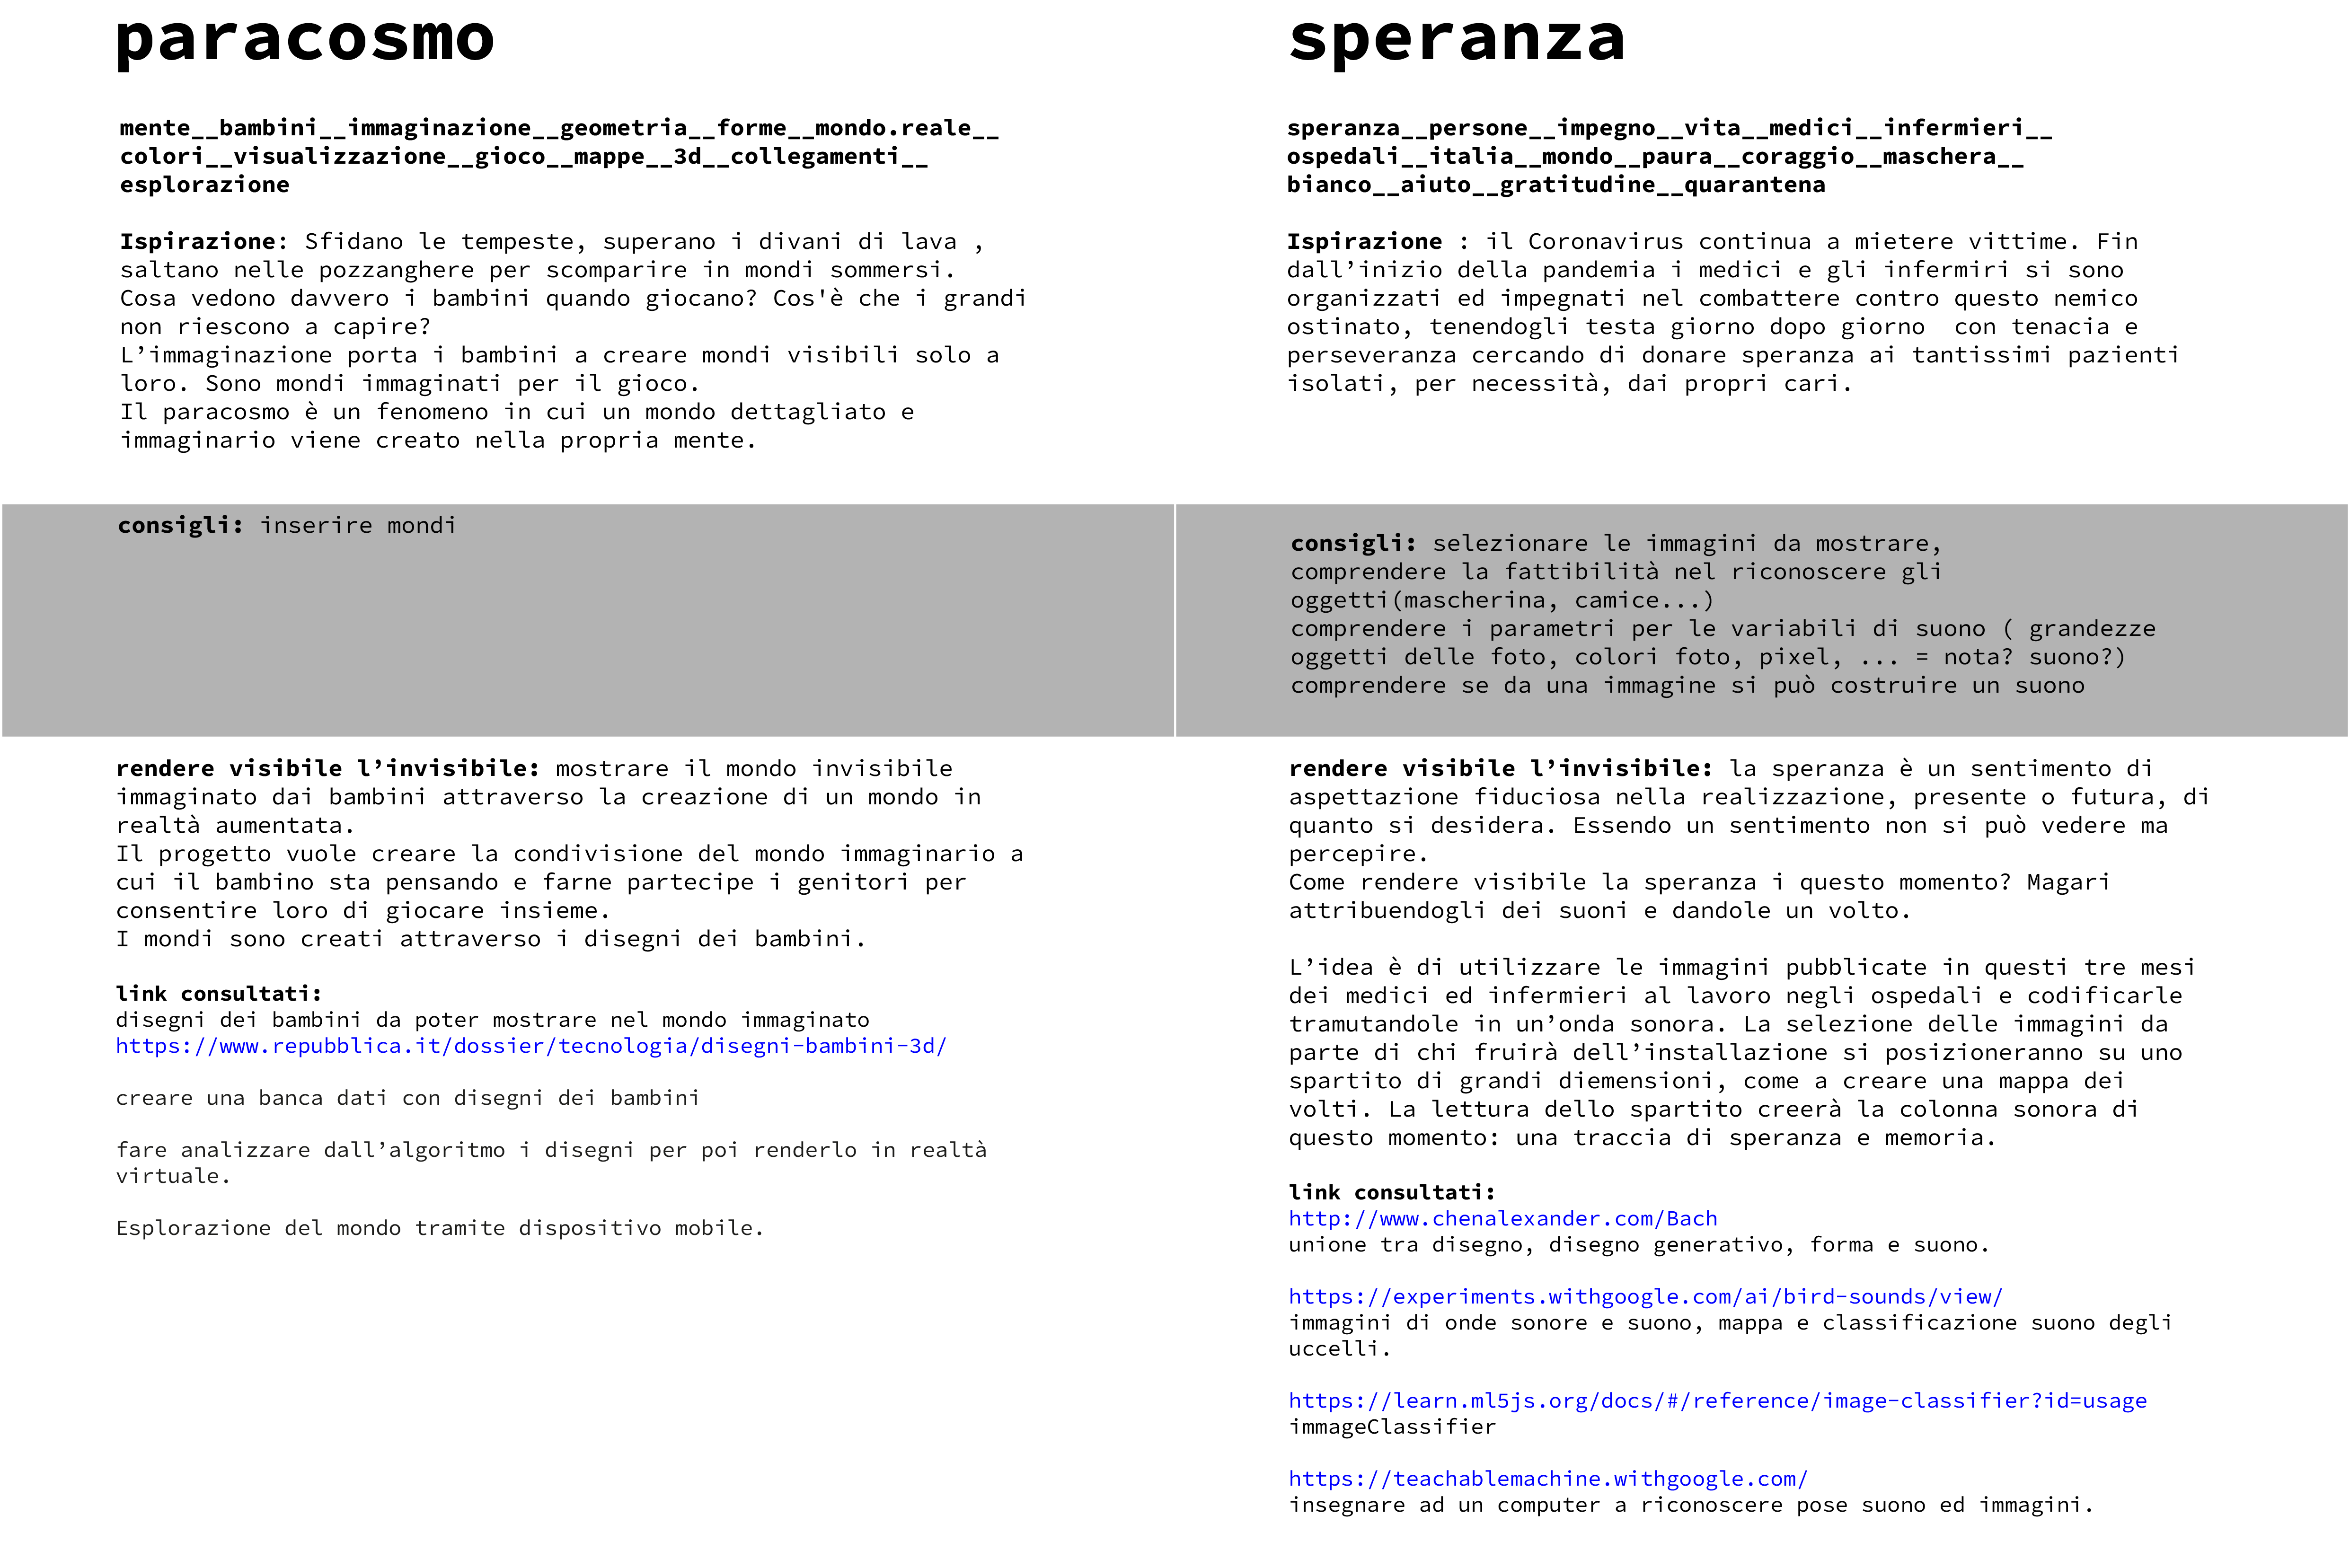 paracosmo
mente__bambini__immaginazione__geometria__forme__mondo.reale__
colori__visualizzazione__gioco__mappe__3d__collegamenti__
esplorazione
Ispirazione: Sfidano le tempeste, superano i divani di lava ,
saltano nelle pozzanghere per scomparire in mondi sommersi.
Cosa vedono davvero i bambini quando giocano? Cos'è che i grandi
non riescono a capire?
L’immaginazione porta i bambini a creare mondi visibili solo a
loro. Sono mondi immaginati per il gioco.
Il paracosmo è un fenomeno in cui un mondo dettagliato e
immaginario viene creato nella propria mente.
consigli: inserire mondi
rendere visibile l’invisibile: mostrare il mondo invisibile
immaginato dai bambini attraverso la creazione di un mondo in
realtà aumentata.
Il progetto vuole creare la condivisione del mondo immaginario a
cui il bambino sta pensando e farne partecipe i genitori per
consentire loro di giocare insieme.
I mondi sono creati attraverso i disegni dei bambini.
link consultati:
disegni dei bambini da poter mostrare nel mondo immaginato
https://www.repubblica.it/dossier/tecnologia/disegni-bambini-3d/
creare una banca dati con disegni dei bambini
fare analizzare dall’algoritmo i disegni per poi renderlo in realtà
virtuale.
Esplorazione del mondo tramite dispositivo mobile.
speranza
speranza__persone__impegno__vita__medici__infermieri__
ospedali__italia__mondo__paura__coraggio__maschera__
bianco__aiuto__gratitudine__quarantena
Ispirazione : il Coronavirus continua a mietere vittime. Fin
dall’inizio della pandemia i medici e gli infermiri si sono
organizzati ed impegnati nel combattere contro questo nemico
ostinato, tenendogli testa giorno dopo giorno  con tenacia e
perseveranza cercando di donare speranza ai tantissimi pazienti
isolati, per necessità, dai propri cari.
consigli: selezionare le immagini da mostrare,
comprendere la fattibilità nel riconoscere gli
oggetti(mascherina, camice...)
comprendere i parametri per le variabili di suono ( grandezze
oggetti delle foto, colori foto, pixel, ... = nota? suono?)
comprendere se da una immagine si può costruire un suono
rendere visibile l’invisibile: la speranza è un sentimento di
aspettazione fiduciosa nella realizzazione, presente o futura, di
quanto si desidera. Essendo un sentimento non si può vedere ma
percepire.
Come rendere visibile la speranza i questo momento? Magari
attribuendogli dei suoni e dandole un volto.
L’idea è di utilizzare le immagini pubblicate in questi tre mesi
dei medici ed infermieri al lavoro negli ospedali e codificarle
tramutandole in un’onda sonora. La selezione delle immagini da
parte di chi fruirà dell’installazione si posizioneranno su uno
spartito di grandi diemensioni, come a creare una mappa dei
volti. La lettura dello spartito creerà la colonna sonora di
questo momento: una traccia di speranza e memoria.
link consultati:
http://www.chenalexander.com/Bach
unione tra disegno, disegno generativo, forma e suono.
https://experiments.withgoogle.com/ai/bird-sounds/view/
immagini di onde sonore e suono, mappa e classificazione suono degli
uccelli.
https://learn.ml5js.org/docs/#/reference/image-classifier?id=usage
immageClassifier
https://teachablemachine.withgoogle.com/
insegnare ad un computer a riconoscere pose suono ed immagini.